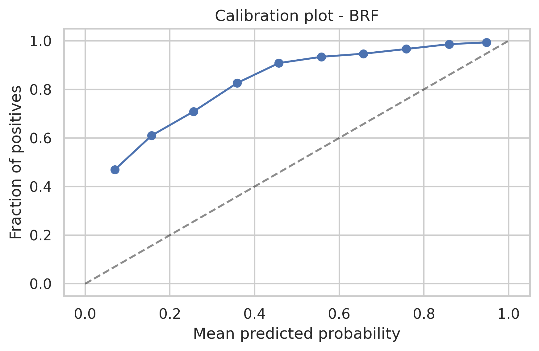 Calibration plot - BRF
Fraction of positives
1.0
0.8
0.6
0.4
0.2
0.0
0.0 0.2 0.4 0.6 0.8 1.0
Mean predicted probability